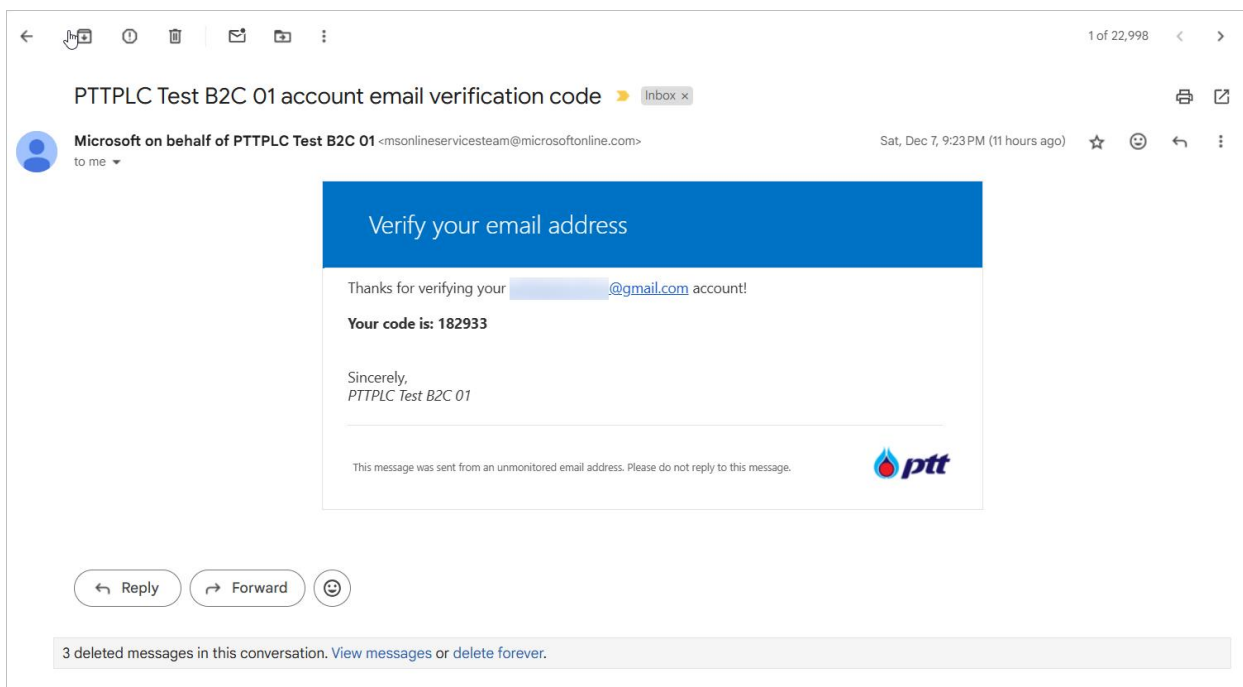 1 of 22,998
PTTPLC Test B2C 01 account email verification code Inbox ×
Microsoft on behalf of PTTPLC Test B2C 01 <msonlineservicesteam@microsoftonline.com> Sat, Dec 7, 9:23 PM (11 hours ago)
to me
Verify your email address
Thanks for verifying your @gmail.com account!
Your code is: 182933
Sincerely,
PTTPLC Test B2C 01
This message was sent from an unmonitored email address. Please do not reply to this message.
ptt
Reply Forward
3 deleted messages in this conversation. View messages or delete forever.